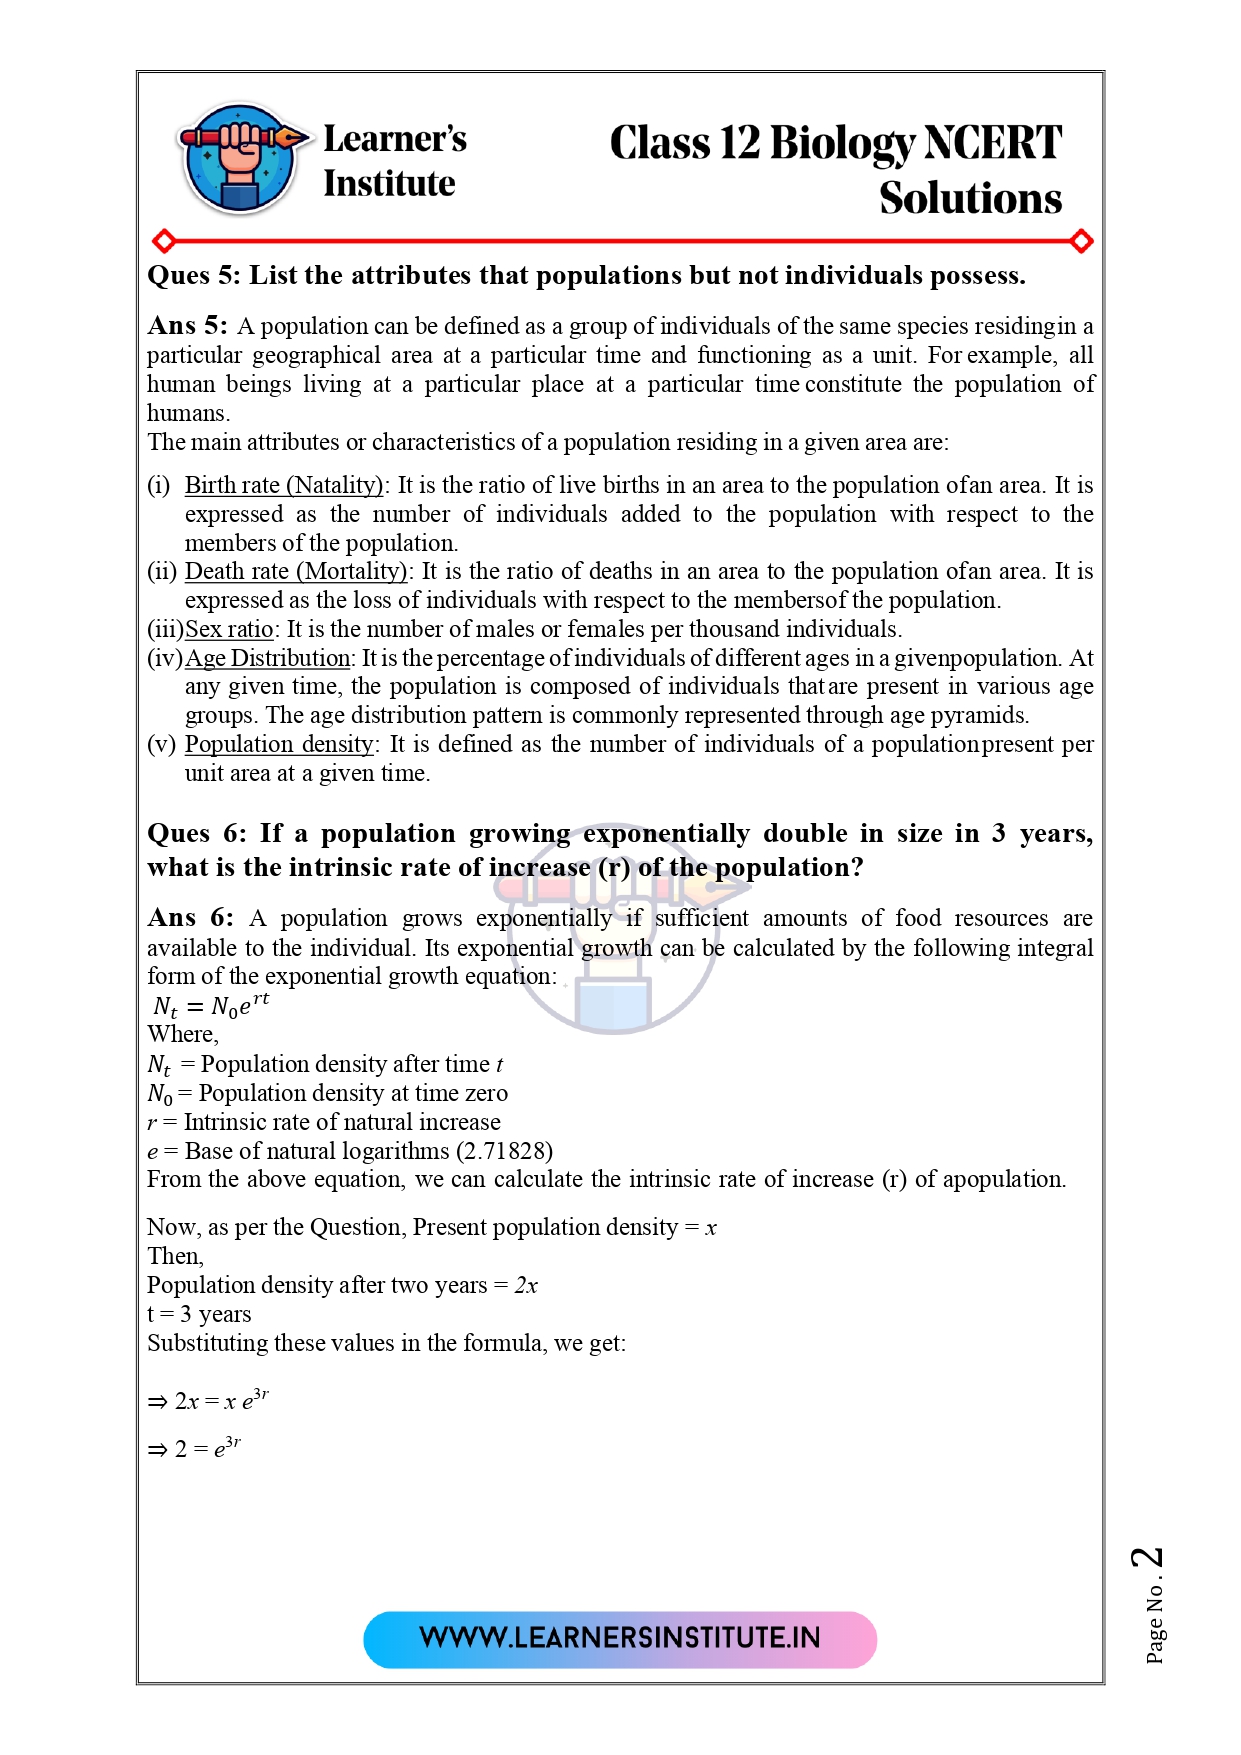 Learner's
Institute
Class 12 Biology NCERT
Solutions
Ques 5: List the attributes that populations but not individuals possess.
Ans 5: A population can be defined as a group of individuals of the same species residingin a
particular geographical area at a particular time and functioning as a unit. For example, all
human beings living at a particular place at a particular time constitute the population of
humans.
The main attributes or characteristics of a population residing in a given area are:
(i) Birth rate (Natality): It is the ratio of live births in an area to the population ofan area. It is
expressed as the number of individuals added to the population with respect to the
members of the population.
(ii) Death rate (Mortality): It is the ratio of deaths in an area to the population ofan area. It is
expressed as the loss of individuals with respect to the membersof the population.
(iii)Sex ratio: It is the number of males or females per thousand individuals.
(iv)Age Distribution: It is the percentage of individuals of different ages in a givenpopulation. At
any given time, the population is composed of individuals thatare present in various age
groups. The age distribution pattern is commonly represented through age pyramids.
(v) Population density: It is defined as the number of individuals of a populationpresent per
unit area at a given time.
Ques 6: If a population growing exponentially double in size in 3 years,
what is the intrinsic rate of increase (r) of the population?
Ans 6: A population grows exponentially if sufficient amounts of food resources are
available to the individual. Its exponential growth can be calculated by the following integral
form of the exponential growth equation:
𝑁ₜ = 𝑁₀𝑒ʳᵗ
Where,
𝑁ₜ = Population density after time t
𝑁₀ = Population density at time zero
r = Intrinsic rate of natural increase
e = Base of natural logarithms (2.71828)
From the above equation, we can calculate the intrinsic rate of increase (r) of apopulation.
Now, as per the Question, Present population density = x
Then,
Population density after two years = 2x
t = 3 years
Substituting these values in the formula, we get:
⇒ 2x = x e³ʳ
⇒ 2 = e³ʳ
WWW.LEARNERSINSTITUTE.IN
Page No. 2